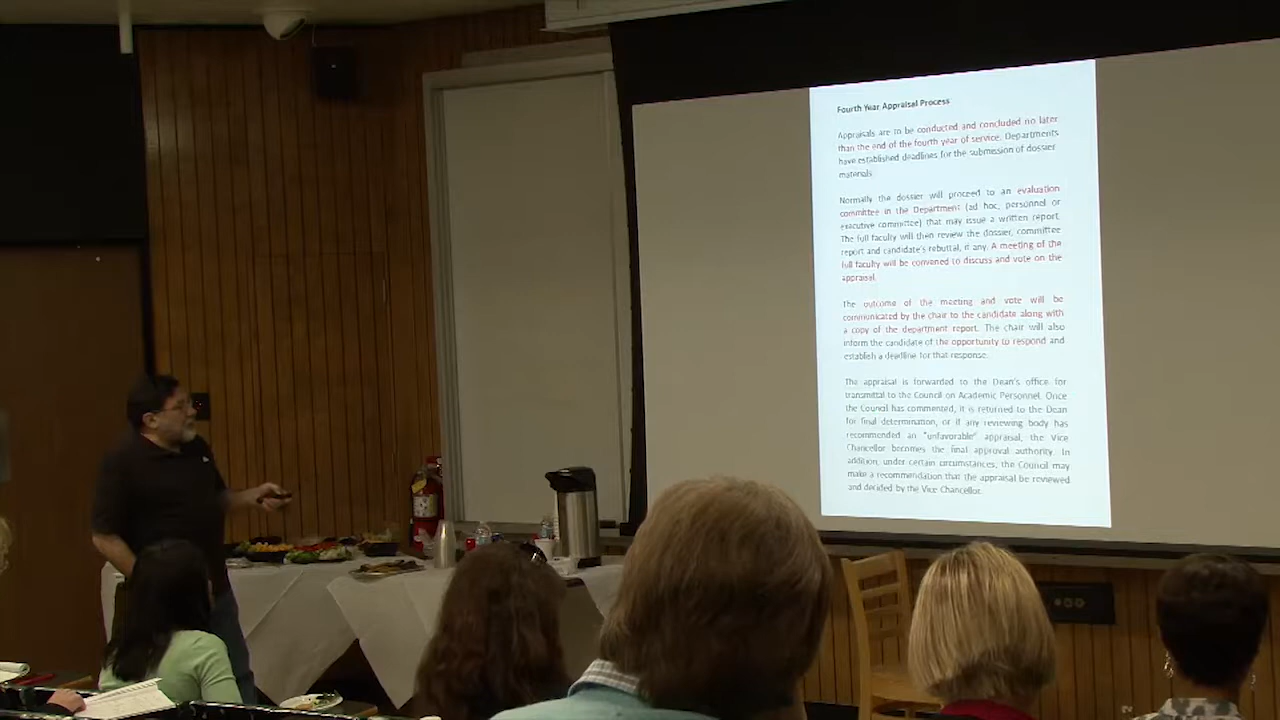 Fourth Year Appraisal Process
Appraisals are to be conducted and concluded no later
than the end of the fourth year of service. Departments
have established deadlines for the submission of dossier
materials.
Normally the dossier will proceed to an evaluation
committee in the Department (ad hoc, personnel or
executive committee) that may issue a written report.
The full faculty will then review the dossier, committee
report and candidate's rebuttal, if any. A meeting of the
full faculty will be convened to discuss and vote on the
appraisal.
The outcome of the meeting and vote will be
communicated by the chair to the candidate along with
a copy of the department report. The chair will also
inform the candidate of the opportunity to respond and
establish a deadline for that response.
The appraisal is forwarded to the Dean's office for
transmittal to the Council on Academic Personnel. Once
the Council has commented, it is returned to the Dean
for final determination, or if any reviewing body has
recommended an "unfavorable" appraisal, the Vice
Chancellor becomes the final approval authority. In
addition, under certain circumstances, the Council may
make a recommendation that the appraisal be reviewed
and decided by the Vice Chancellor.